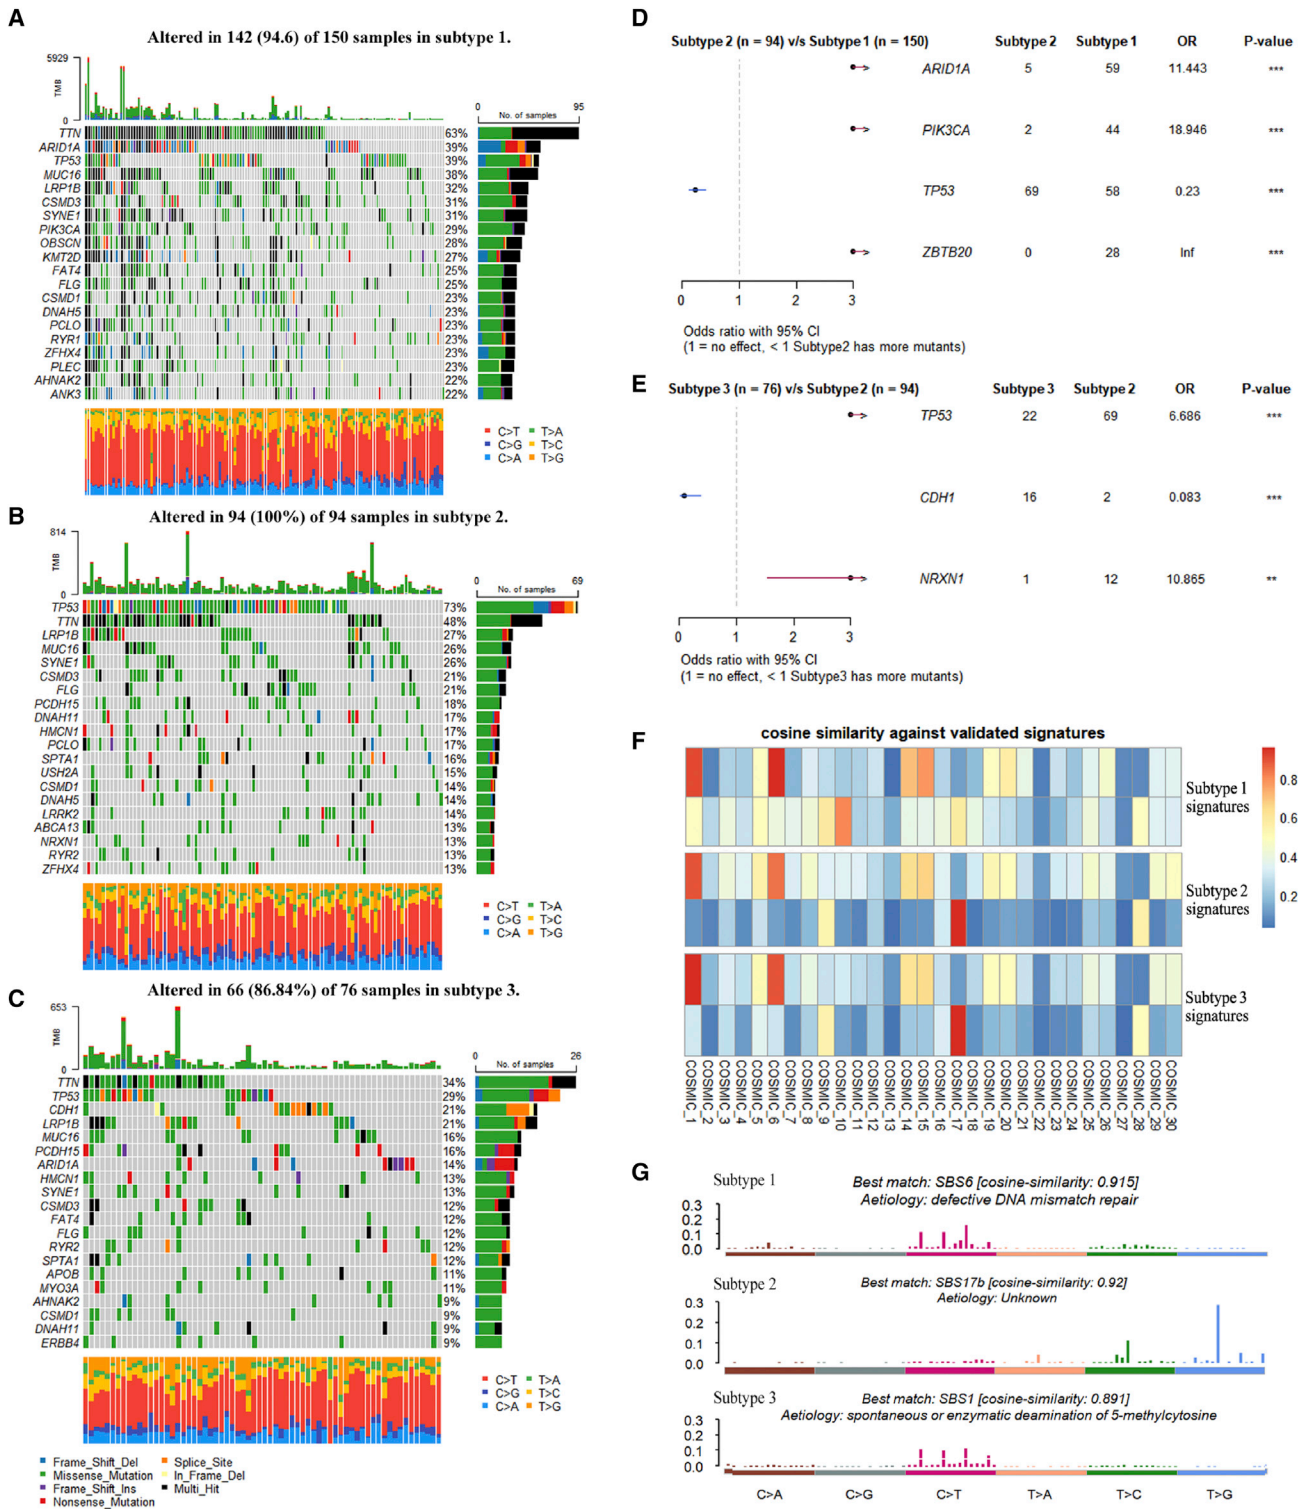 A
Altered in 142 (94.6) of 150 samples in subtype 1.
5929
TMB
0
0 95
No. of samples
TTN 63%
ARID1A 39%
TP53 39%
MUC16 38%
LRP1B 32%
CSMD3 31%
SYNE1 31%
PIK3CA 29%
OBSCN 28%
KMT2D 27%
FAT4 25%
FLG 25%
CSMD1 23%
DNAH5 23%
PCLO 23%
RYR1 23%
ZFHX4 23%
PLEC 23%
AHNAK2 22%
ANK3 22%
C>T T>A
C>G T>C
C>A T>G
B
Altered in 94 (100%) of 94 samples in subtype 2.
814
TMB
0
0 69
No. of samples
TP53 73%
TTN 48%
LRP1B 27%
MUC16 26%
SYNE1 26%
CSMD3 21%
FLG 21%
PCDH15 18%
DNAH11 17%
HMCN1 17%
PCLO 17%
SPTA1 16%
USH2A 15%
CSMD1 14%
DNAH5 14%
LRRK2 14%
ABCA13 13%
NRXN1 13%
RYR2 13%
ZFHX4 13%
C>T T>A
C>G T>C
C>A T>G
C
Altered in 66 (86.84%) of 76 samples in subtype 3.
653
TMB
0
0 26
No. of samples
TTN 34%
TP53 29%
CDH1 21%
LRP1B 21%
MUC16 16%
PCDH15 16%
ARID1A 14%
HMCN1 13%
SYNE1 13%
CSMD3 12%
FAT4 12%
FLG 12%
RYR2 12%
SPTA1 12%
APOB 11%
MYO3A 11%
AHNAK2 9%
CSMD1 9%
DNAH11 9%
ERBB4 9%
C>T T>A
C>G T>C
C>A T>G
Frame_Shift_Del Splice_Site
Missense_Mutation In_Frame_Del
Frame_Shift_Ins Multi_Hit
Nonsense_Mutation
D
Subtype 2 (n = 94) v/s Subtype 1 (n = 150) Subtype 2 Subtype 1 OR P-value
ARID1A 5 59 11.443 ***
PIK3CA 2 44 18.946 ***
TP53 69 58 0.23 ***
ZBTB20 0 28 Inf ***
0 1 2 3
Odds ratio with 95% CI
(1 = no effect, < 1 Subtype2 has more mutants)
E
Subtype 3 (n = 76) v/s Subtype 2 (n = 94) Subtype 3 Subtype 2 OR P-value
TP53 22 69 6.686 ***
CDH1 16 2 0.083 ***
NRXN1 1 12 10.865 **
0 1 2 3
Odds ratio with 95% CI
(1 = no effect, < 1 Subtype3 has more mutants)
F
cosine similarity against validated signatures
Subtype 1
signatures
Subtype 2
signatures
Subtype 3
signatures
0.8
0.6
0.4
0.2
COSMIC_1
COSMIC_2
COSMIC_3
COSMIC_4
COSMIC_5
COSMIC_6
COSMIC_7
COSMIC_8
COSMIC_9
COSMIC_10
COSMIC_11
COSMIC_12
COSMIC_13
COSMIC_14
COSMIC_15
COSMIC_16
COSMIC_17
COSMIC_18
COSMIC_19
COSMIC_20
COSMIC_21
COSMIC_22
COSMIC_23
COSMIC_24
COSMIC_25
COSMIC_26
COSMIC_27
COSMIC_28
COSMIC_29
COSMIC_30
G
Subtype 1
Best match: SBS6 [cosine-similarity: 0.915]
Aetiology: defective DNA mismatch repair
0.3
0.2
0.1
0.0
Subtype 2
Best match: SBS17b [cosine-similarity: 0.92]
Aetiology: Unknown
0.3
0.2
0.1
0.0
Subtype 3
Best match: SBS1 [cosine-similarity: 0.891]
Aetiology: spontaneous or enzymatic deamination of 5-methylcytosine
0.3
0.2
0.1
0.0
C>A C>G C>T T>A T>C T>G